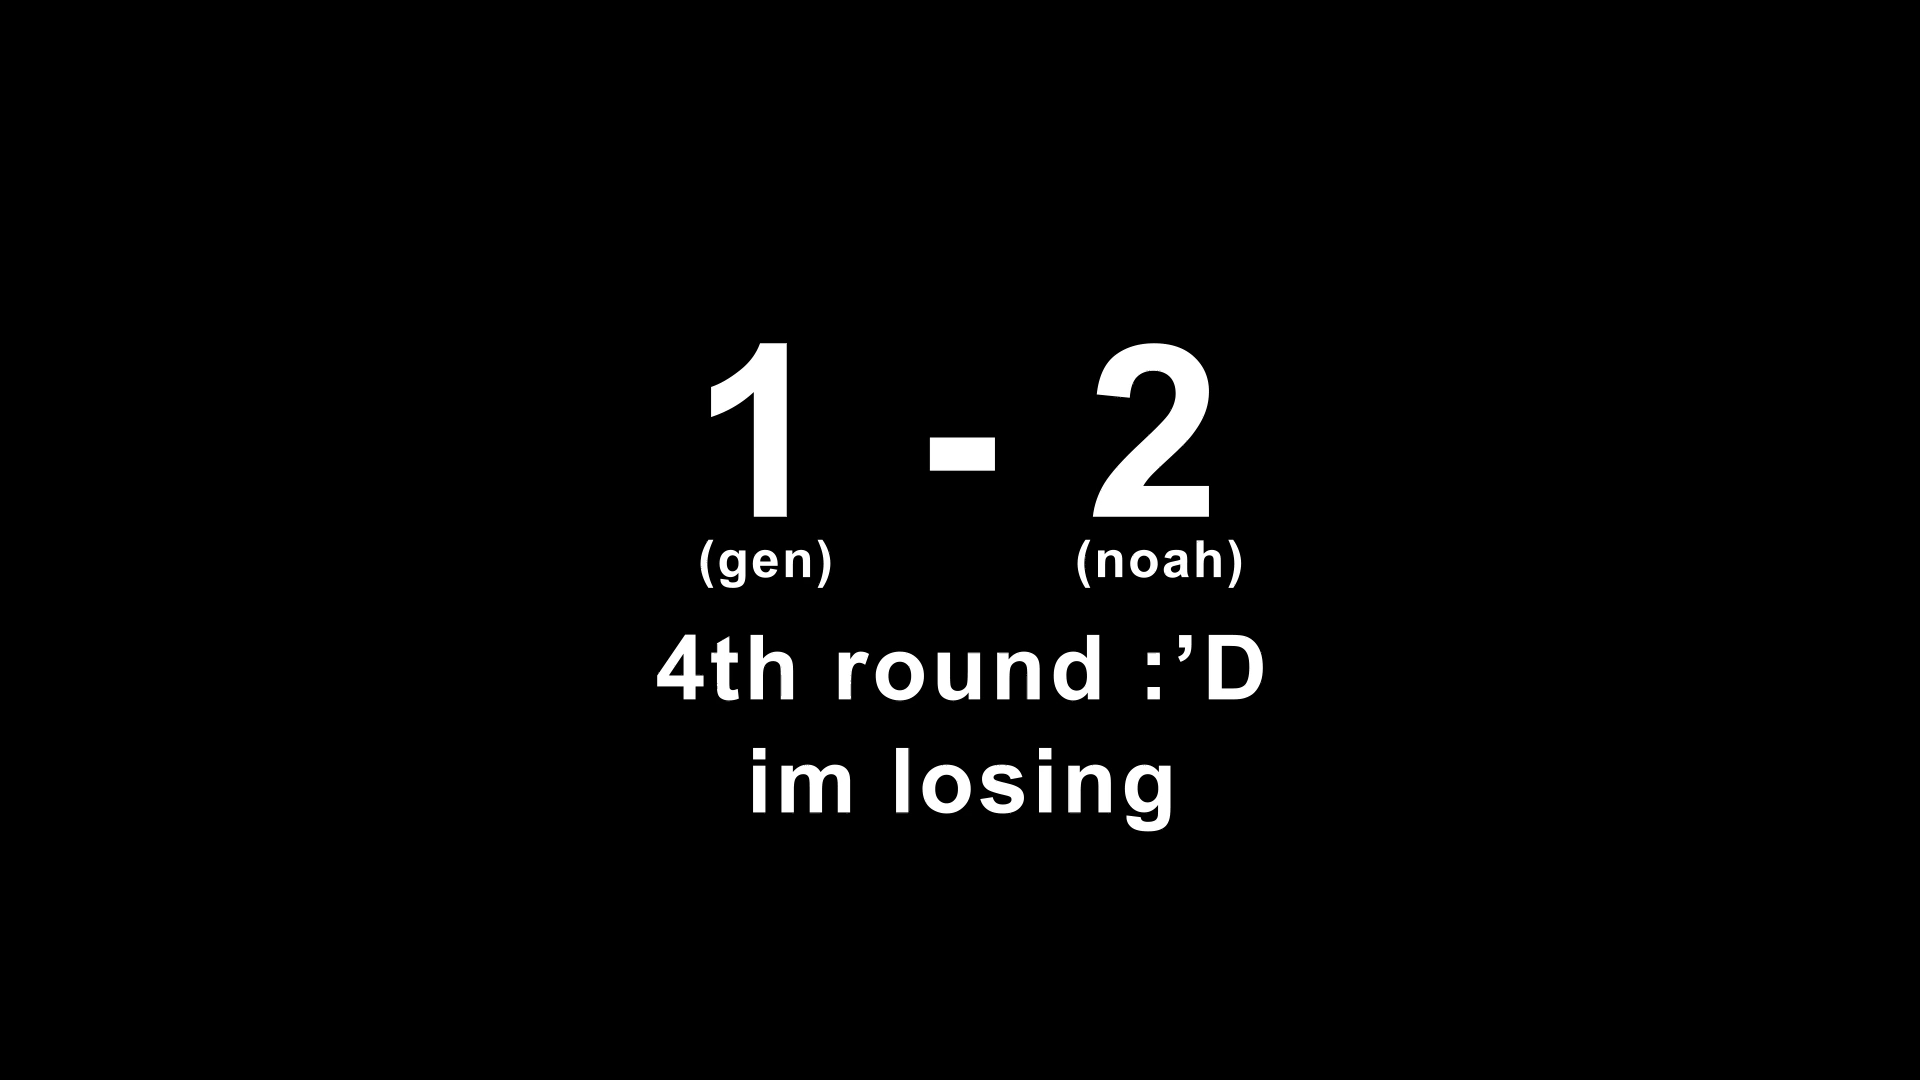 1 - 2
(gen) (noah)
4th round :’D
im losing